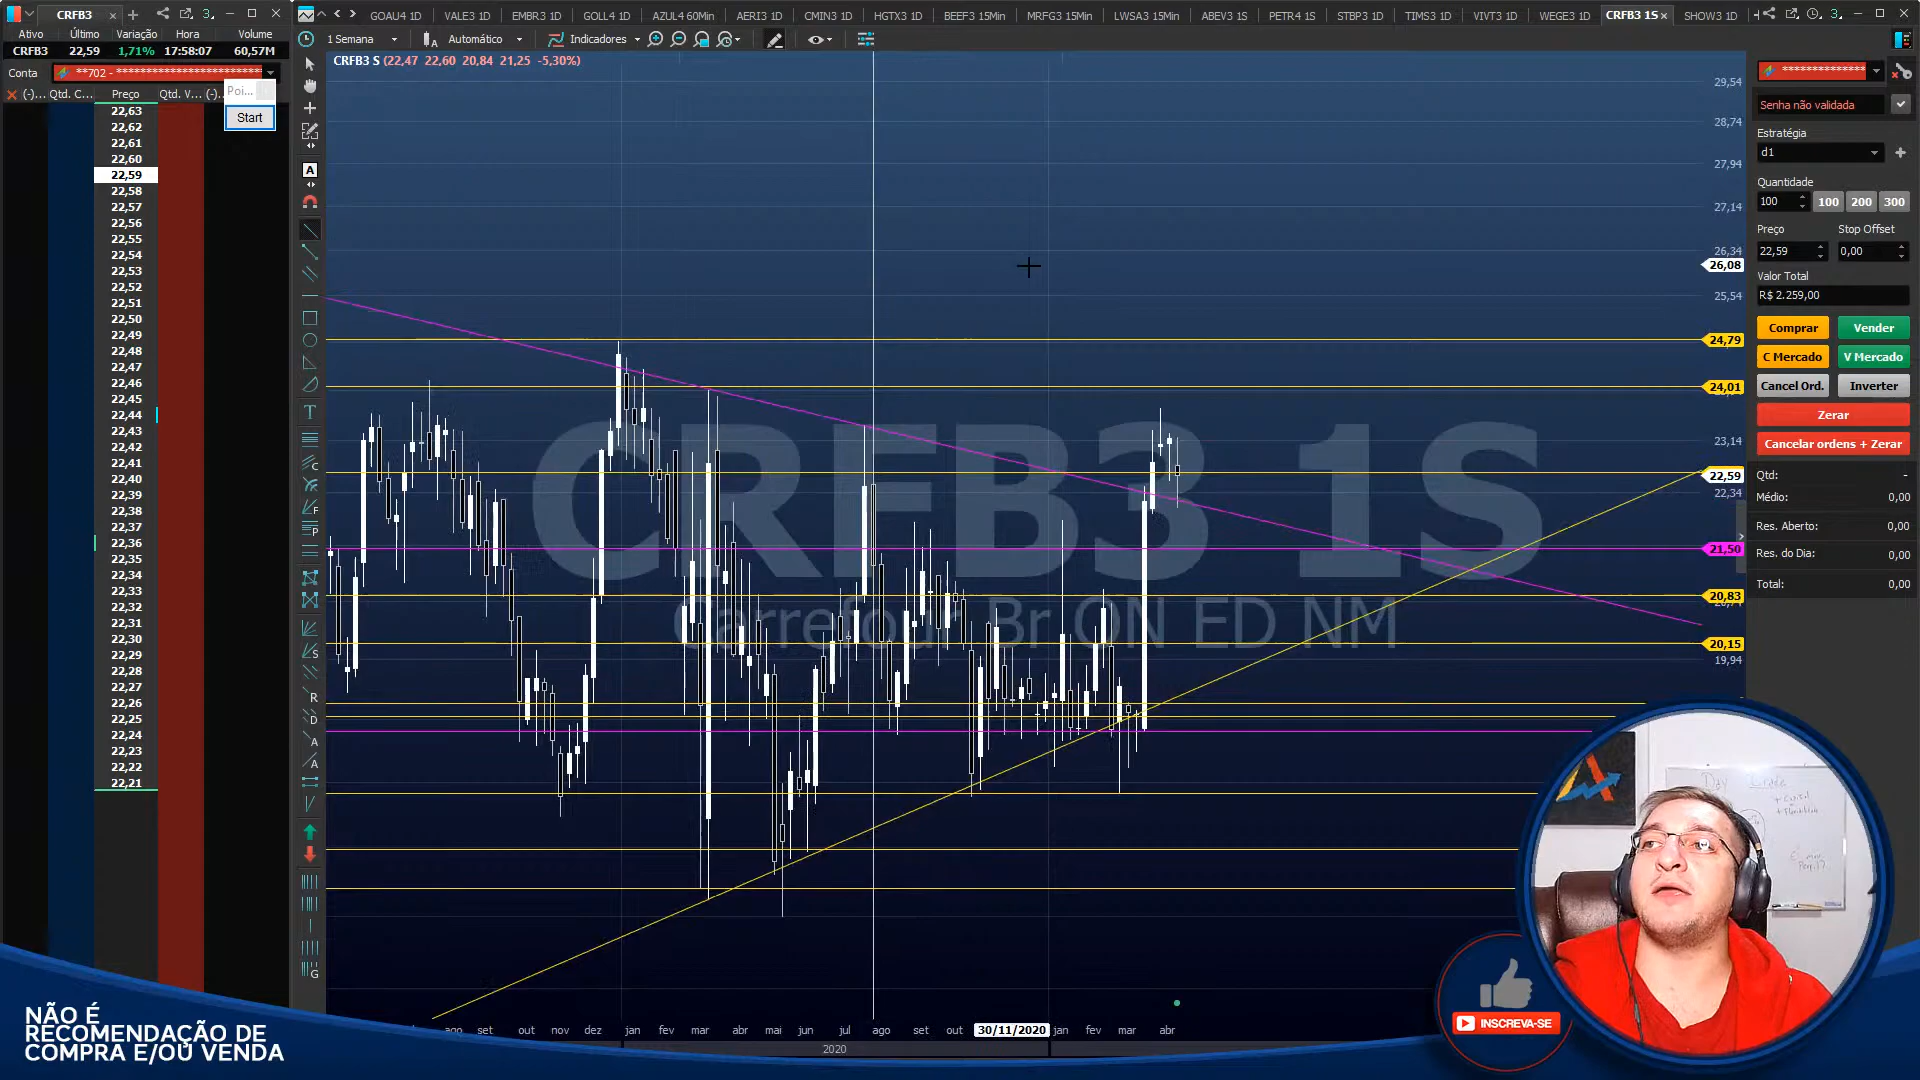 CRFB3
3
GOAU4 1D
VALE3 1D
EMBR3 1D
GOLL4 1D
AZUL4 60Min
AERI3 1D
CMIN3 1D
HGTX3 1D
BEEF3 15Min
MRFG3 15Min
LWSA3 15Min
ABEV3 1S
PETR4 1S
STBP3 1D
TIMS3 1D
VIVT3 1D
WEGE3 1D
CRFB3 1S
SHOW3 1D
3
Ativo Último Variação Hora Volume
CRFB3 22,59 1,71% 17:58:07 60,57M
1 Semana
Automático
Indicadores
Conta
**702 - **************************
CRFB3 S (22,47 22,60 20,84 21,25 -5,30%)
(-)... Qtd. C... Preço Qtd. V... (-)...
Poi...
Start
22,63
22,62
22,61
22,60
22,59
22,58
22,57
22,56
22,55
22,54
22,53
22,52
22,51
22,50
22,49
22,48
22,47
22,46
22,45
22,44
22,43
22,42
22,41
22,40
22,39
22,38
22,37
22,36
22,35
22,34
22,33
22,32
22,31
22,30
22,29
22,28
22,27
22,26
22,25
22,24
22,23
22,22
22,21
CRFB3 1S
Carrefour Br ON ED NM
29,54
28,74
27,94
27,14
26,34
26,08
25,54
24,79
24,01
23,14
22,59
22,34
21,50
20,83
20,15
19,94
ago set out nov dez jan fev mar abr mai jun jul ago set out 30/11/2020 jan fev mar abr
2020
**************
Senha não validada
Estratégia
d1
Quantidade
100 100 200 300
Preço Stop Offset
22,59 0,00
Valor Total
R$ 2.259,00
Comprar Vender
C Mercado V Mercado
Cancel Ord. Inverter
Zerar
Cancelar ordens + Zerar
Qtd: -
Médio: 0,00
Res. Aberto: 0,00
Res. do Dia: 0,00
Total: 0,00
Day Trade
INSCREVA-SE
NÃO É
RECOMENDAÇÃO DE
COMPRA E/OU VENDA